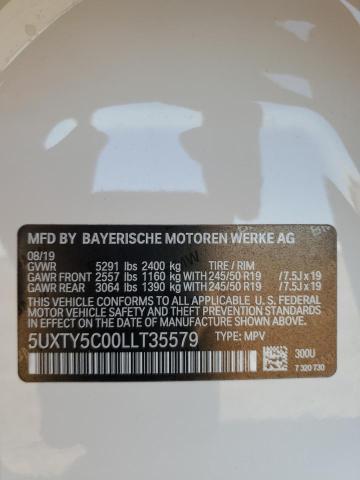 MFD BY BAYERISCHE MOTOREN WERKE AG
08/19
GVWR 5291 lbs 2400 kg TIRE / RIM
GAWR FRONT 2557 lbs 1160 kg WITH 245/50 R19 / 7.5J x 19
GAWR REAR 3064 lbs 1390 kg WITH 245/50 R19 / 7.5J x 19
THIS VEHICLE CONFORMS TO ALL APPLICABLE U.S. FEDERAL
MOTOR VEHICLE SAFETY AND THEFT PREVENTION STANDARDS
IN EFFECT ON THE DATE OF MANUFACTURE SHOWN ABOVE.
5UXTY5C00LLT35579 TYPE: MPV
300U
7 320 730